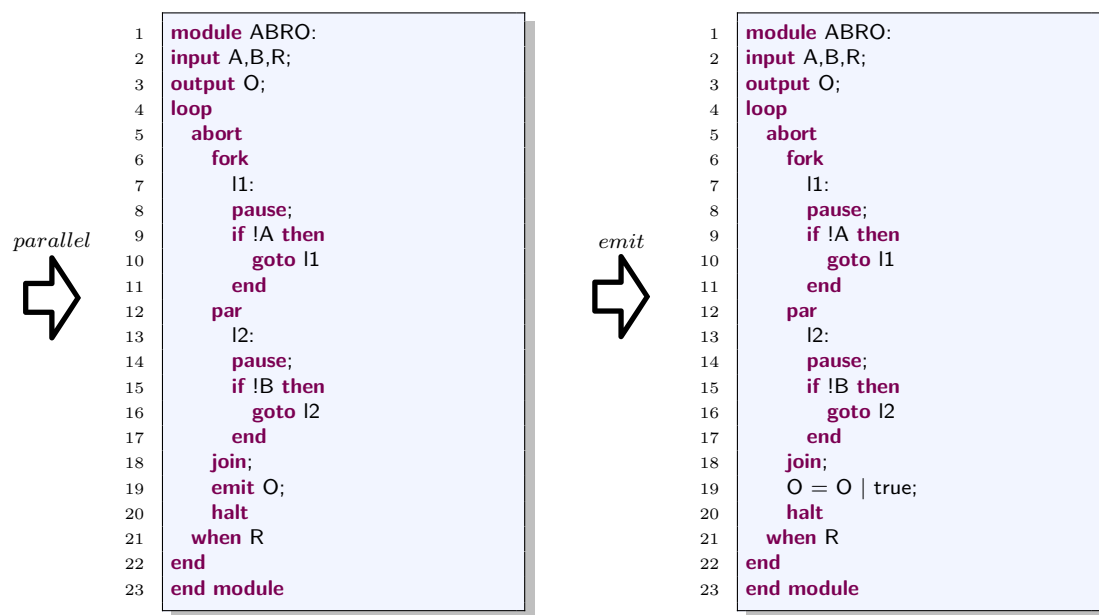 parallel
1 module ABRO:
2 input A,B,R;
3 output O;
4 loop
5 abort
6 fork
7 l1:
8 pause;
9 if !A then
10 goto l1
11 end
12 par
13 l2:
14 pause;
15 if !B then
16 goto l2
17 end
18 join;
19 emit O;
20 halt
21 when R
22 end
23 end module
emit
1 module ABRO:
2 input A,B,R;
3 output O;
4 loop
5 abort
6 fork
7 l1:
8 pause;
9 if !A then
10 goto l1
11 end
12 par
13 l2:
14 pause;
15 if !B then
16 goto l2
17 end
18 join;
19 O = O | true;
20 halt
21 when R
22 end
23 end module